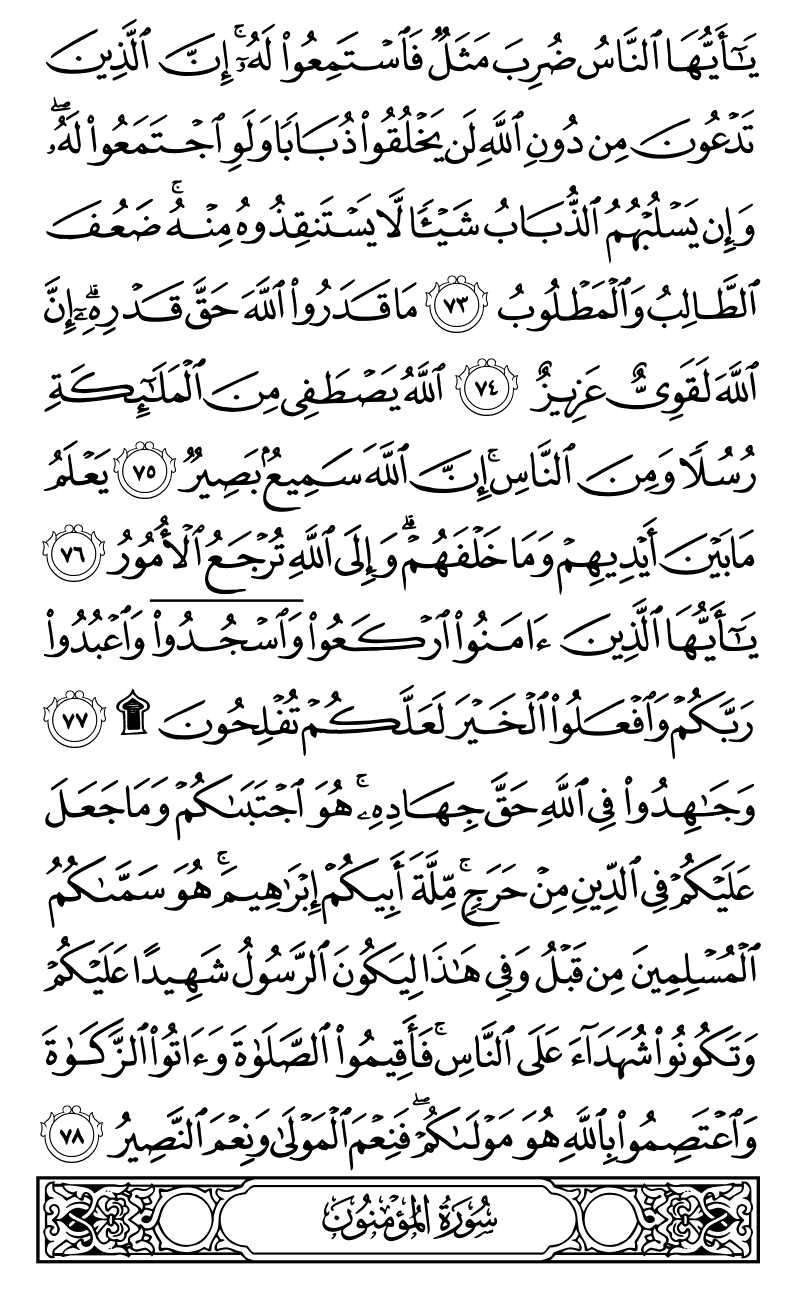 يَـٰٓأَيُّهَا ٱلنَّاسُ ضُرِبَ مَثَلٌ فَٱسْتَمِعُوا۟ لَهُۥٓ ۚ إِنَّ ٱلَّذِينَ
تَدْعُونَ مِن دُونِ ٱللَّهِ لَن يَخْلُقُوا۟ ذُبَابًا وَلَوِ ٱجْتَمَعُوا۟ لَهُۥ ۖ
وَإِن يَسْلُبْهُمُ ٱلذُّبَابُ شَيْـًٔا لَّا يَسْتَنقِذُوهُ مِنْهُ ۚ ضَعُفَ
ٱلطَّالِبُ وَٱلْمَطْلُوبُ ٧٣ مَا قَدَرُوا۟ ٱللَّهَ حَقَّ قَدْرِهِۦٓ ۗ إِنَّ
ٱللَّهَ لَقَوِىٌّ عَزِيزٌ ٧٤ ٱللَّهُ يَصْطَفِى مِنَ ٱلْمَلَـٰٓئِكَةِ
رُسُلًا وَمِنَ ٱلنَّاسِ ۚ إِنَّ ٱللَّهَ سَمِيعٌۢ بَصِيرٌ ٧٥ يَعْلَمُ
مَا بَيْنَ أَيْدِيهِمْ وَمَا خَلْفَهُمْ ۗ وَإِلَى ٱللَّهِ تُرْجَعُ ٱلْأُمُورُ ٧٦
يَـٰٓأَيُّهَا ٱلَّذِينَ ءَامَنُوا۟ ٱرْكَعُوا۟ وَٱسْجُدُوا۟ وَٱعْبُدُوا۟
رَبَّكُمْ وَٱفْعَلُوا۟ ٱلْخَيْرَ لَعَلَّكُمْ تُفْلِحُونَ ۩ ٧٧
وَجَـٰهِدُوا۟ فِى ٱللَّهِ حَقَّ جِهَادِهِۦ ۚ هُوَ ٱجْتَبَىٰكُمْ وَمَا جَعَلَ
عَلَيْكُمْ فِى ٱلدِّينِ مِنْ حَرَجٍ ۚ مِّلَّةَ أَبِيكُمْ إِبْرَٰهِيمَ ۚ هُوَ سَمَّىٰكُمُ
ٱلْمُسْلِمِينَ مِن قَبْلُ وَفِى هَـٰذَا لِيَكُونَ ٱلرَّسُولُ شَهِيدًا عَلَيْكُمْ
وَتَكُونُوا۟ شُهَدَآءَ عَلَى ٱلنَّاسِ ۚ فَأَقِيمُوا۟ ٱلصَّلَوٰةَ وَءَاتُوا۟ ٱلزَّكَوٰةَ
وَٱعْتَصِمُوا۟ بِٱللَّهِ هُوَ مَوْلَىٰكُمْ ۖ فَنِعْمَ ٱلْمَوْلَىٰ وَنِعْمَ ٱلنَّصِيرُ ٧٨
سُورَةُ المُؤْمِنُونَ